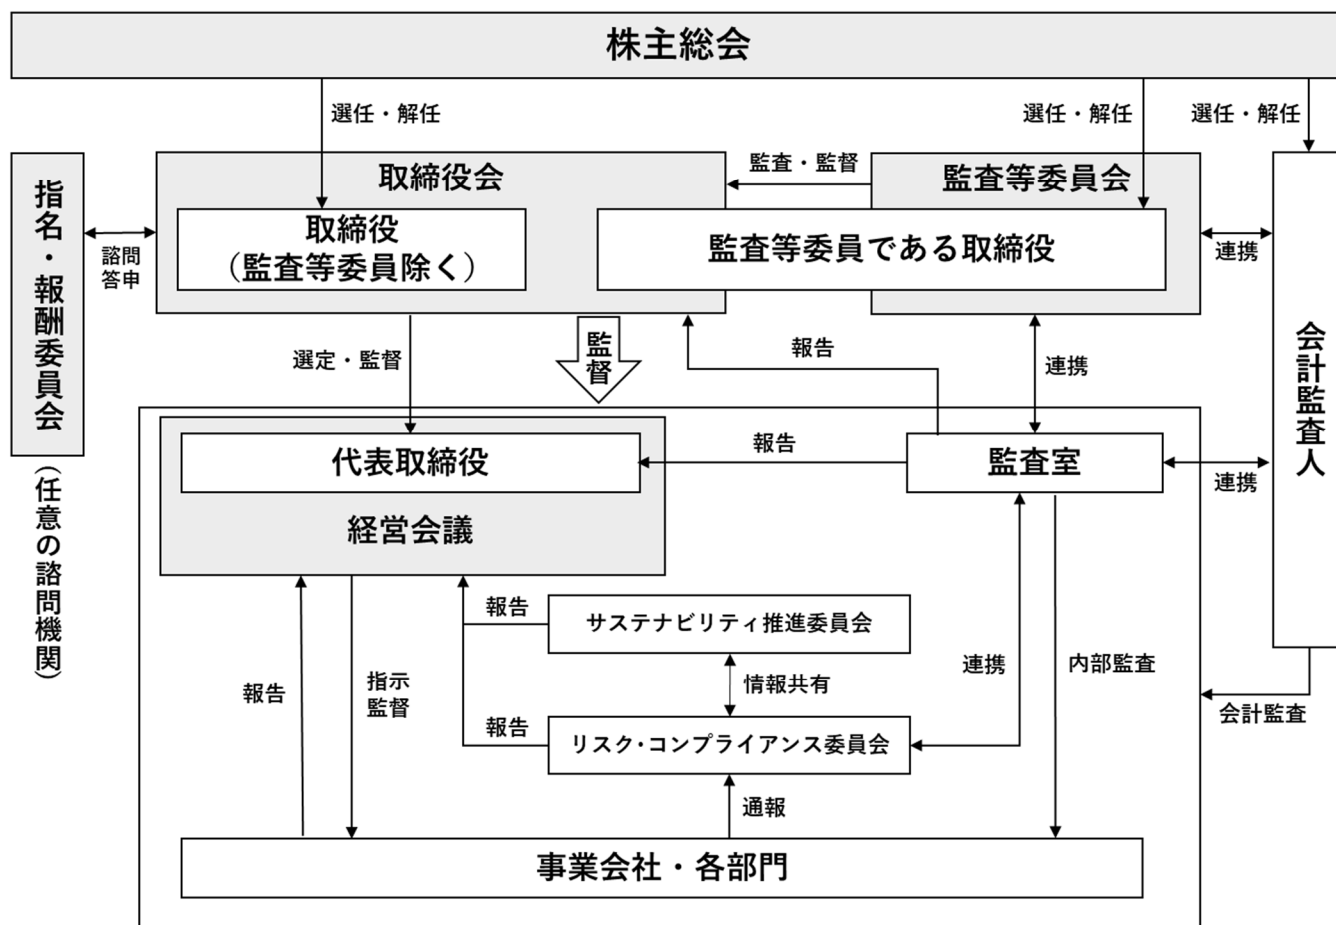 株主総会
選任・解任
選任・解任
選任・解任
指名・報酬委員会
(任意の諮問機関)
諮問
答申
取締役会
取締役
（監査等委員除く）
監査・監督
監査等委員会
監査等委員である取締役
連携
会計監査人
選定・監督
監督
報告
連携
代表取締役
経営会議
報告
監査室
連携
報告
サステナビリティ推進委員会
情報共有
報告
リスク・コンプライアンス委員会
連携
内部監査
会計監査
報告
指示
監督
通報
事業会社・各部門